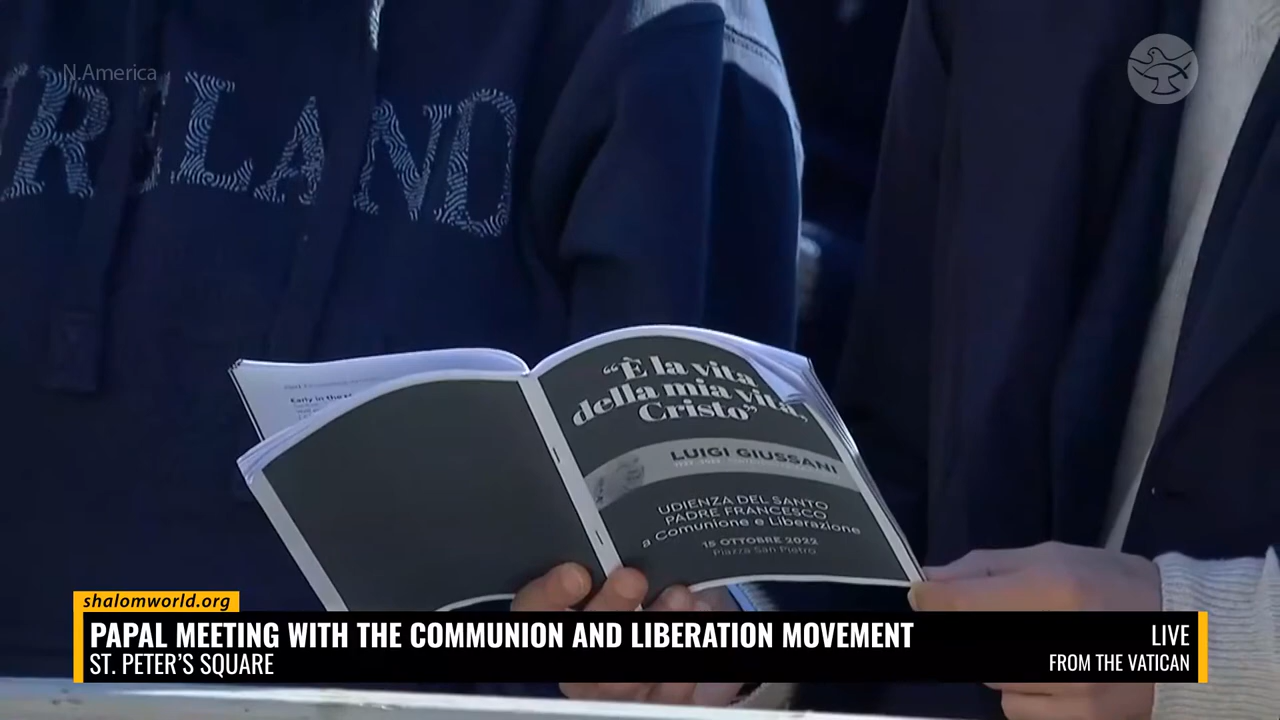 N.America
IRELAND
Early in the
“È la vita
della mia vita,
Cristo”
LUIGI GIUSSANI
UDIENZA DEL SANTO
PADRE FRANCESCO
a Comunione e Liberazione
15 OTTOBRE 2022
Piazza San Pietro
shalomworld.org
PAPAL MEETING WITH THE COMMUNION AND LIBERATION MOVEMENT
ST. PETER'S SQUARE
LIVE
FROM THE VATICAN